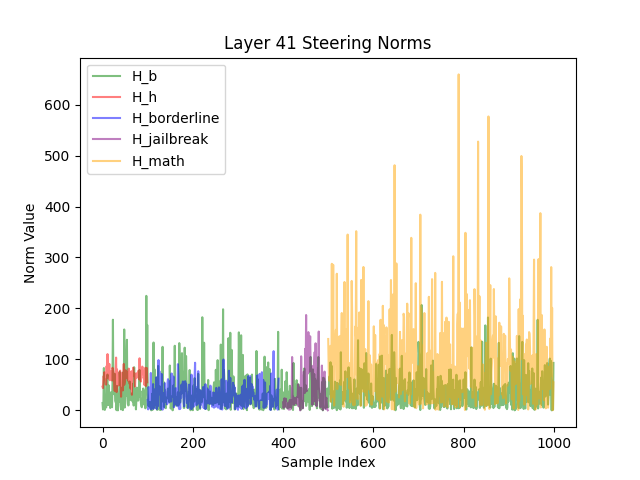 Layer 41 Steering Norms
H_b
H_h
H_borderline
H_jailbreak
H_math
Norm Value
600
500
400
300
200
100
0
0 200 400 600 800 1000
Sample Index